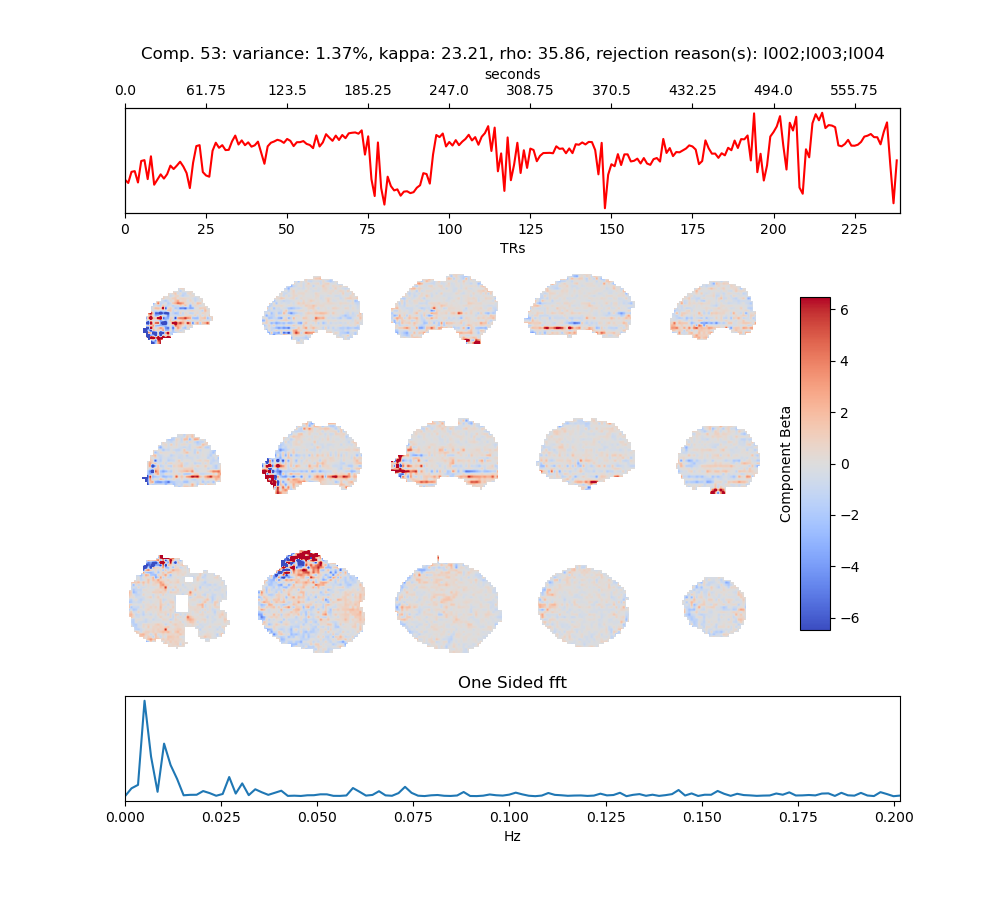 Comp. 53: variance: 1.37%, kappa: 23.21, rho: 35.86, rejection reason(s): I002;I003;I004
seconds
0.0 61.75 123.5 185.25 247.0 308.75 370.5 432.25 494.0 555.75
0 25 50 75 100 125 150 175 200 225
TRs
6
4
2
0
−2
−4
−6
Component Beta
One Sided fft
0.000 0.025 0.050 0.075 0.100 0.125 0.150 0.175 0.200
Hz